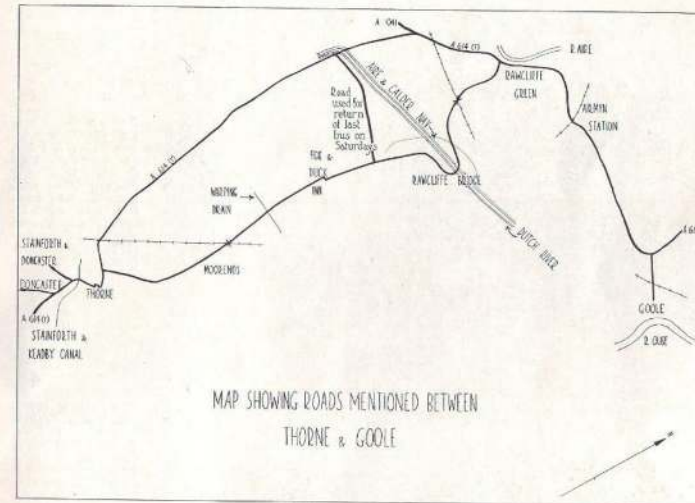 A 1041
A 614 (T)
R. AIRE
RAWCLIFFE
GREEN
AIRE & CALDER NAV.
ARMYN
STATION
Road
used for
return
of last
bus on
Saturdays
A 614 (T)
FOX &
DUCK
INN
RAWCLIFFE BRIDGE
WARPING
DRAIN
DUTCH RIVER
STAINFORTH &
DONCASTER
MOORENDS
DONCASTER
THORNE
A 614 (T)
GOOLE
STAINFORTH &
KEADBY CANAL
R. OUSE
MAP SHOWING ROADS MENTIONED BETWEEN
THORNE & GOOLE
N